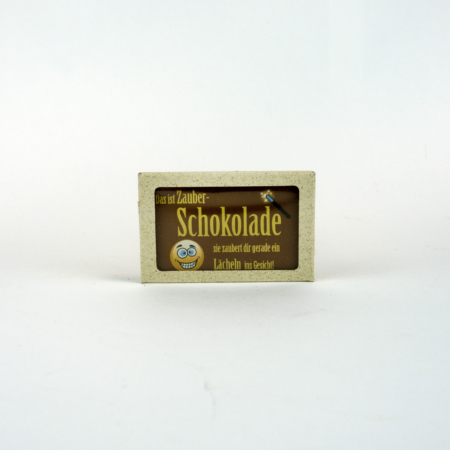 Das ist Zauber-
Schokolade
sie zaubert dir gerade ein
Lächeln ins Gesicht!